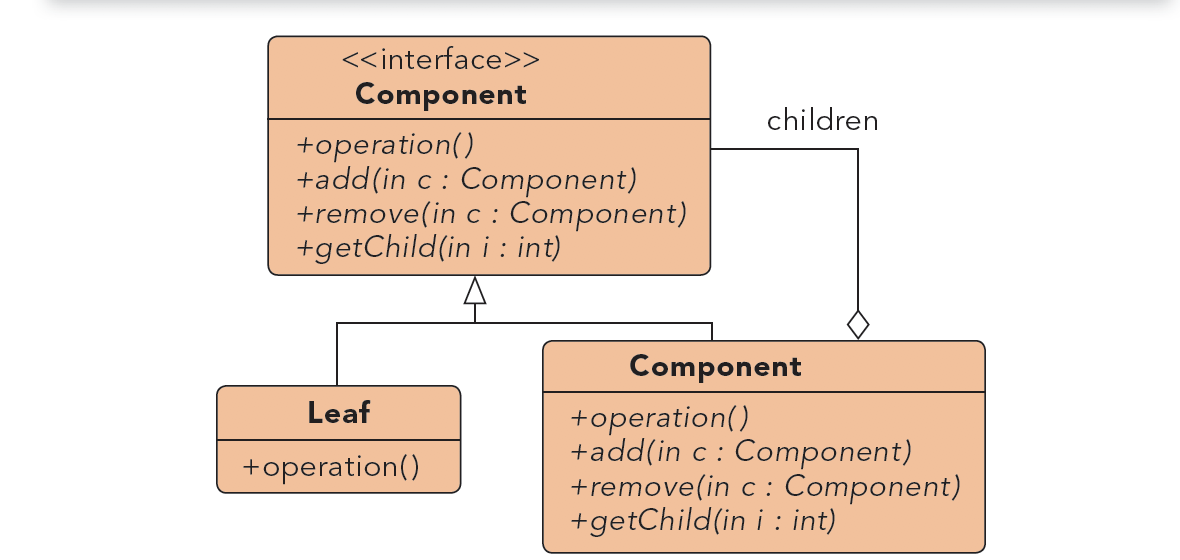 <<interface>>
Component
+operation()
+add(in c : Component)
+remove(in c : Component)
+getChild(in i : int)
children
Leaf
+operation()
Component
+operation()
+add(in c : Component)
+remove(in c : Component)
+getChild(in i : int)